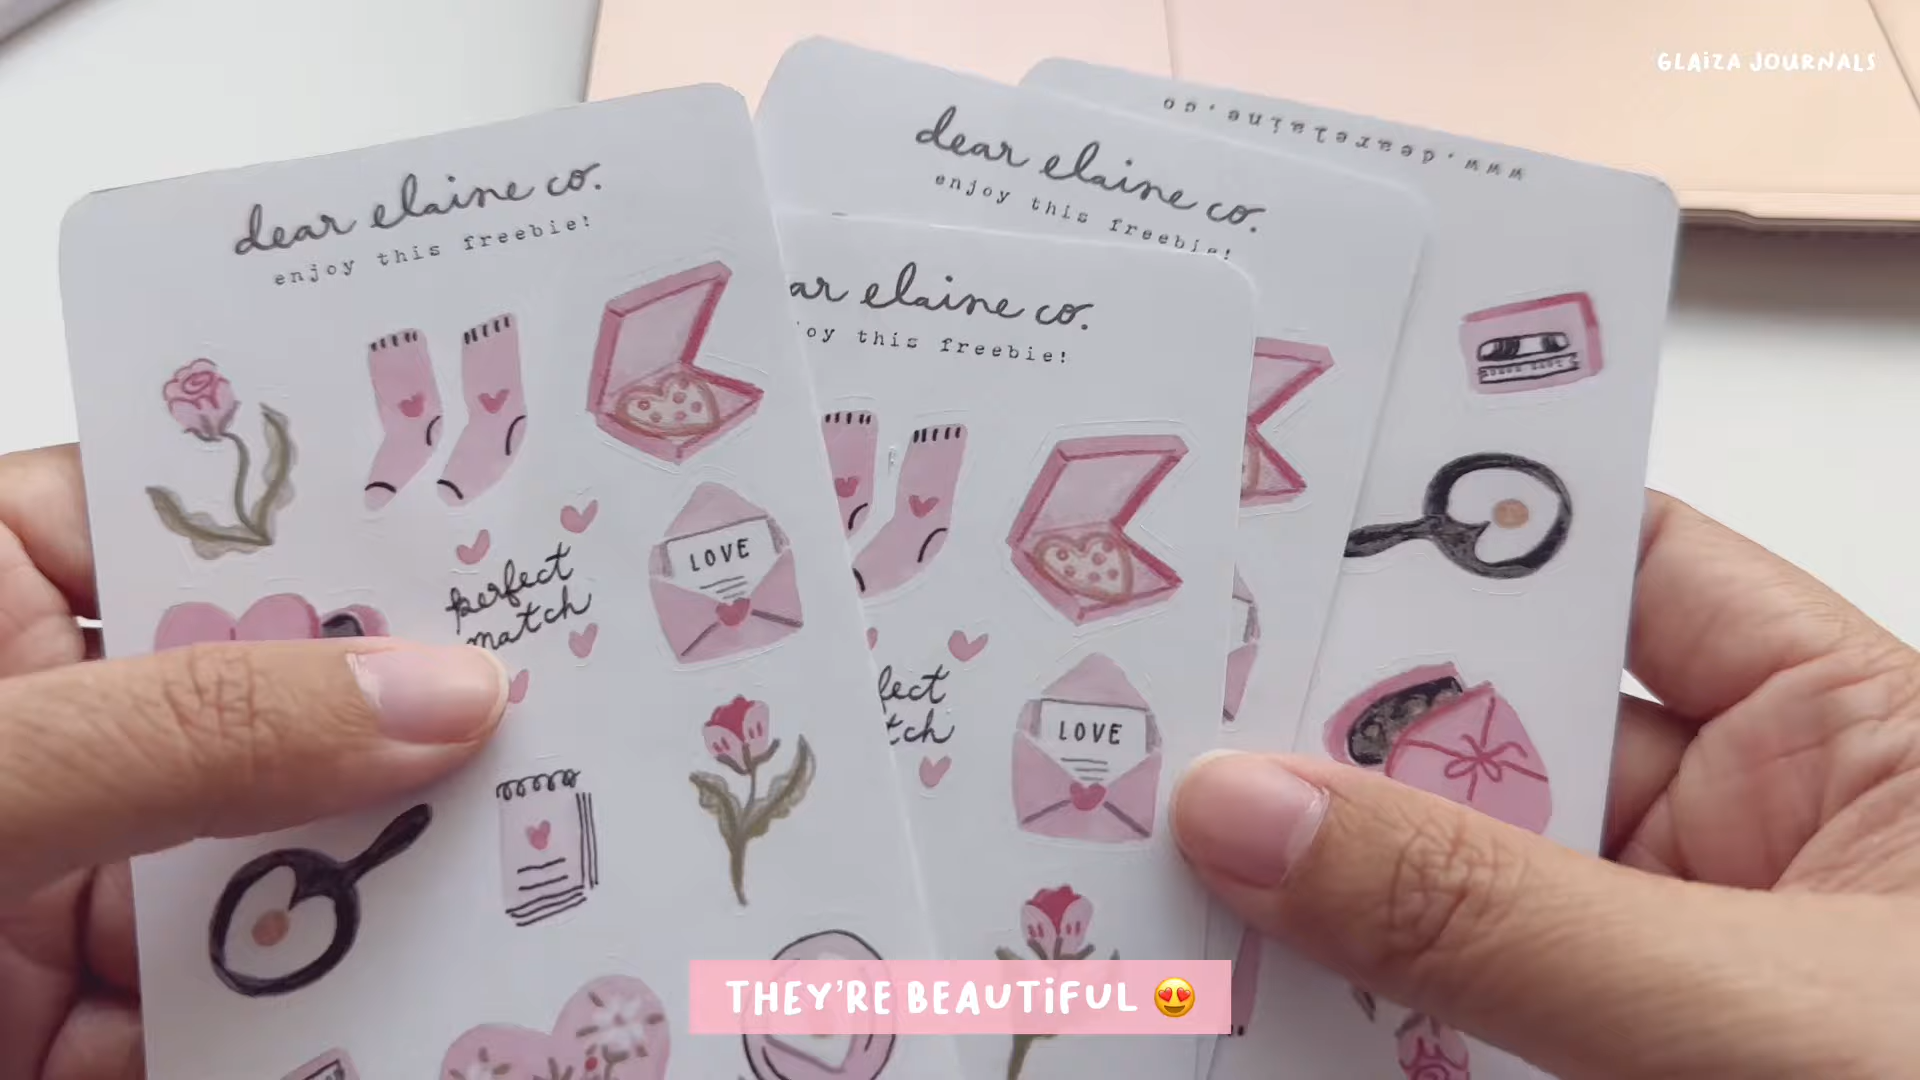 GLAIZA JOURNALS
dear elaine co.
enjoy this freebie!
perfect
match
LOVE
dear elaine co.
enjoy this freebie!
ar elaine co.
oy this freebie!
fect
tch
LOVE
www.dearelaine.co
THEY'RE BEAUTIFUL 😍